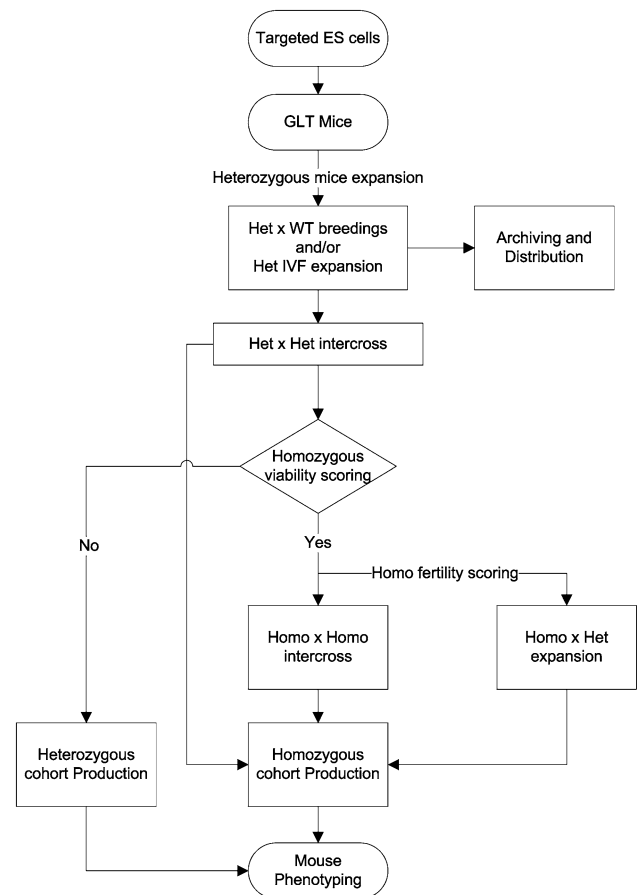 Targeted ES cells
GLT Mice
Heterozygous mice expansion
Het x WT breedings
and/or
Het IVF expansion
Archiving and
Distribution
Het x Het intercross
Homozygous
viability scoring
No
Yes
Homo fertility scoring
Homo x Homo
intercross
Homo x Het
expansion
Heterozygous
cohort Production
Homozygous
cohort Production
Mouse
Phenotyping